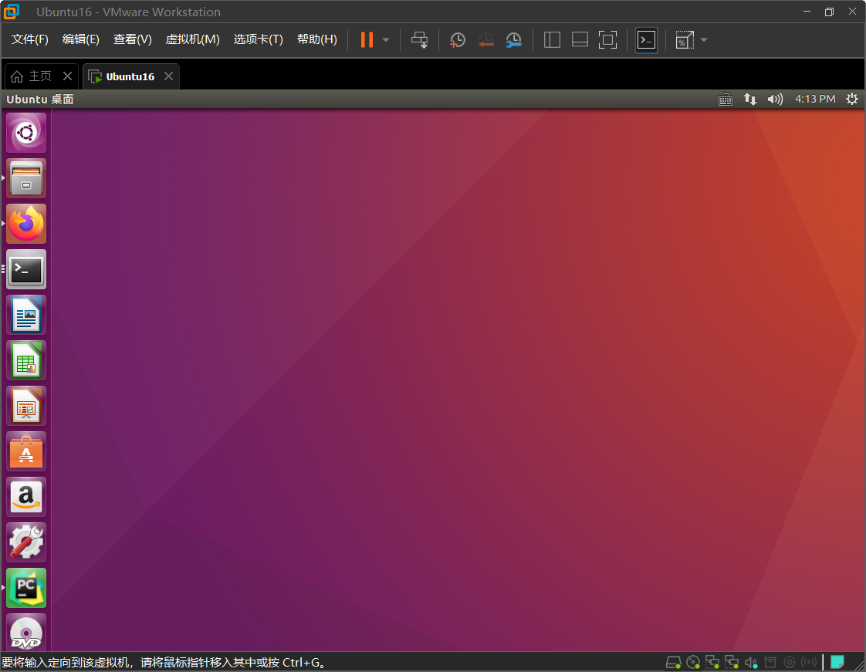 Ubuntu16 - VMware Workstation
文件(F) 编辑(E) 查看(V) 虚拟机(M) 选项卡(T) 帮助(H)
主页 Ubuntu16
Ubuntu 桌面 4:13 PM
>_
a
PC
DVD
要将输入定向到该虚拟机，请将鼠标指针移入其中或按 Ctrl+G。